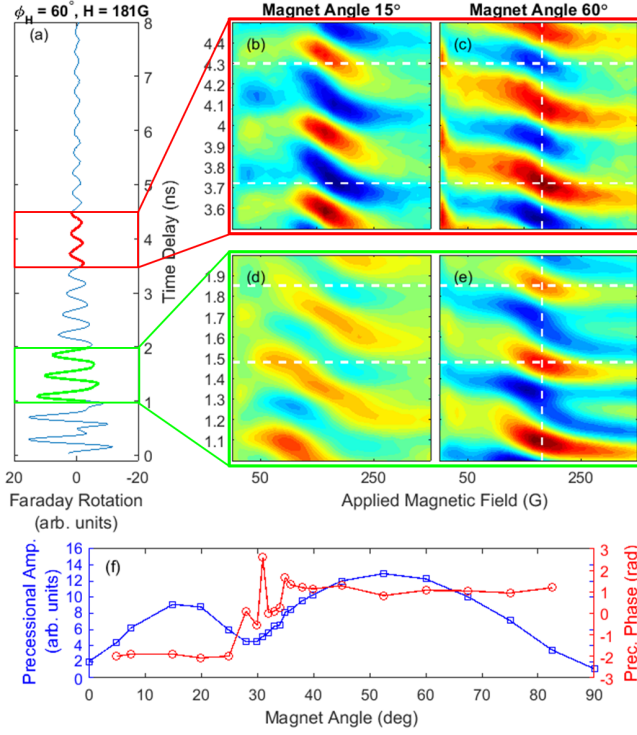 ϕH = 60°, H = 181G
Magnet Angle 15°
Magnet Angle 60°
(a)
(b)
(c)
8
7
6
5
4
3
2
1
0
Time Delay (ns)
4.4
4.3
4.2
4.1
4
3.9
3.8
3.7
3.6
(d)
(e)
1.9
1.8
1.7
1.6
1.5
1.4
1.3
1.2
1.1
20 0 -20
50 250 50 250
Faraday Rotation
(arb. units)
Applied Magnetic Field (G)
(f)
Precessional Amp.
(arb. units)
16
14
12
10
8
6
4
2
0
3
2
1
0
-1
-2
-3
Prec. Phase (rad)
0 10 20 30 40 50 60 70 80 90
Magnet Angle (deg)